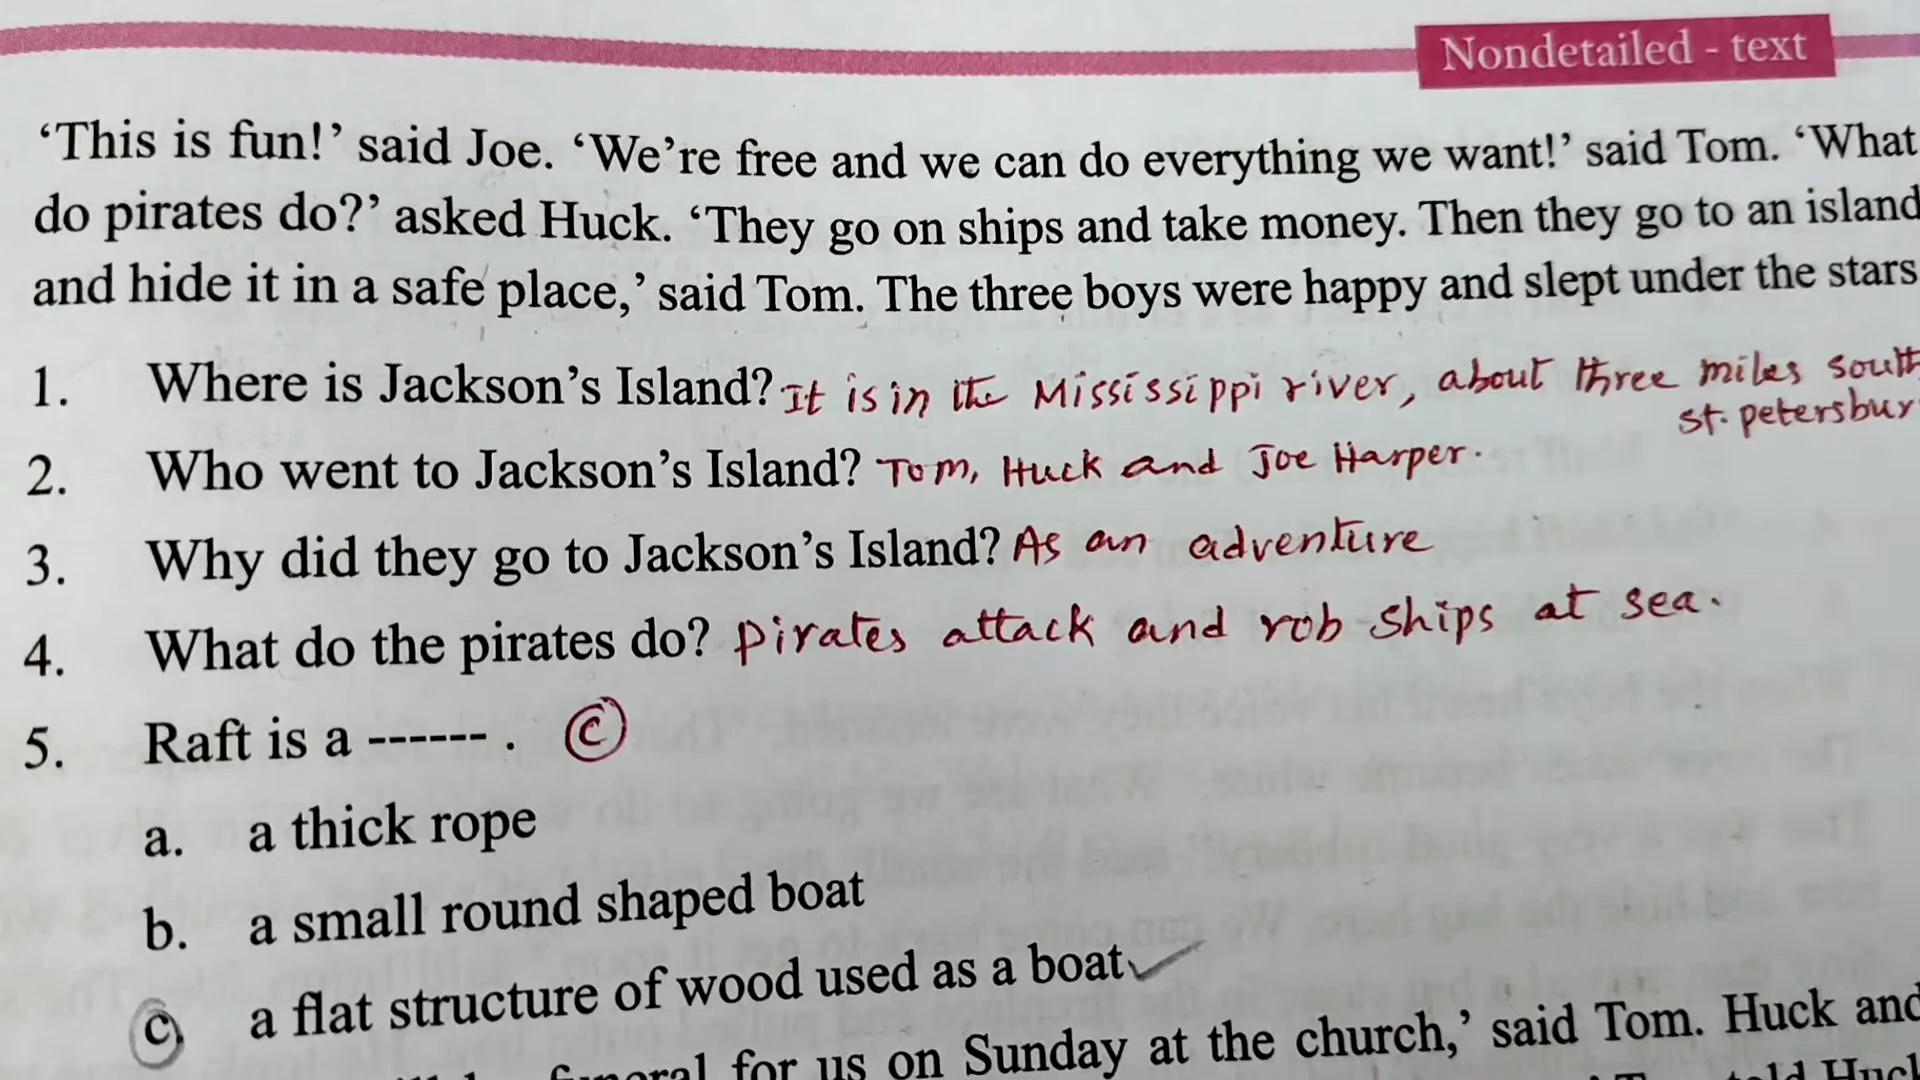 Nondetailed - text
‘This is fun!’ said Joe. ‘We’re free and we can do everything we want!’ said Tom. ‘What
do pirates do?’ asked Huck. ‘They go on ships and take money. Then they go to an island
and hide it in a safe place,’ said Tom. The three boys were happy and slept under the stars
1. Where is Jackson’s Island? It is in the Mississippi river, about three miles south
st. petersbur
2. Who went to Jackson’s Island? Tom, Huck and Joe Harper.
3. Why did they go to Jackson’s Island? As an adventure
4. What do the pirates do? Pirates attack and rob ships at sea.
5. Raft is a ------ . C
a. a thick rope
b. a small round shaped boat
c. a flat structure of wood used as a boat
funeral for us on Sunday at the church,’ said Tom. Huck and